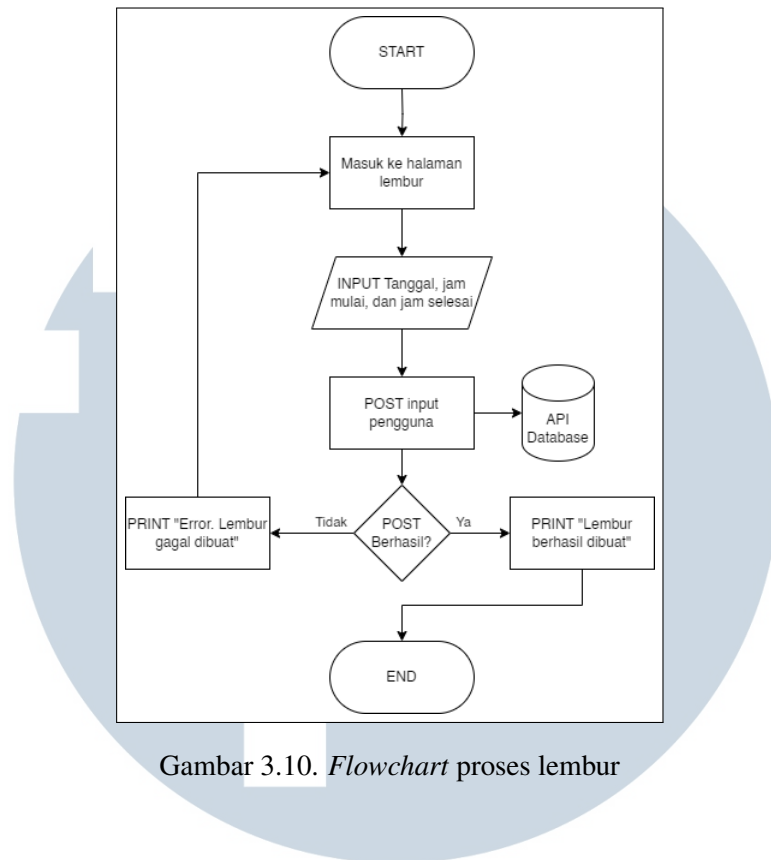 START
Masuk ke halaman
lembur
INPUT Tanggal, jam
mulai, dan jam selesai
POST input
pengguna
API
Database
POST
Berhasil?
Tidak
Ya
PRINT "Error. Lembur
gagal dibuat"
PRINT "Lembur
berhasil dibuat"
END
Gambar 3.10. Flowchart proses lembur